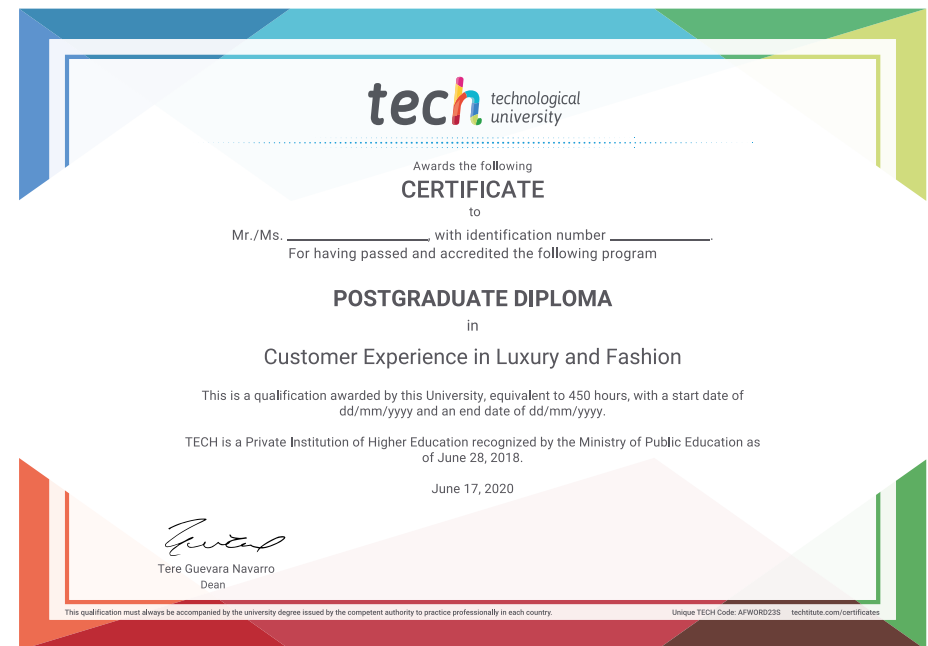 tech technological
university
Awards the following
CERTIFICATE
to
Mr./Ms. ____________, with identification number ____________.
For having passed and accredited the following program
POSTGRADUATE DIPLOMA
in
Customer Experience in Luxury and Fashion
This is a qualification awarded by this University, equivalent to 450 hours, with a start date of
dd/mm/yyyy and an end date of dd/mm/yyyy.
TECH is a Private Institution of Higher Education recognized by the Ministry of Public Education as
of June 28, 2018.
June 17, 2020
Tere Guevara Navarro
Dean
This qualification must always be accompanied by the university degree issued by the competent authority to practice professionally in each country. Unique TECH Code: AFWORD23S techtitute.com/certificates